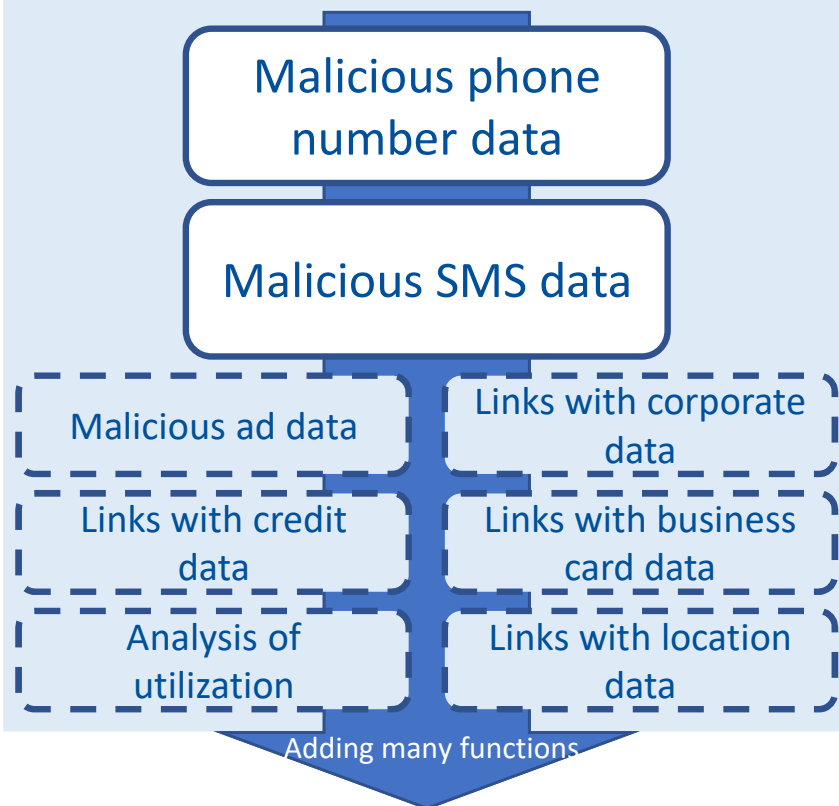 Malicious phone
number data
Malicious SMS data
Malicious ad data
Links with corporate
data
Links with credit
data
Links with business
card data
Analysis of
utilization
Links with location
data
Adding many functions